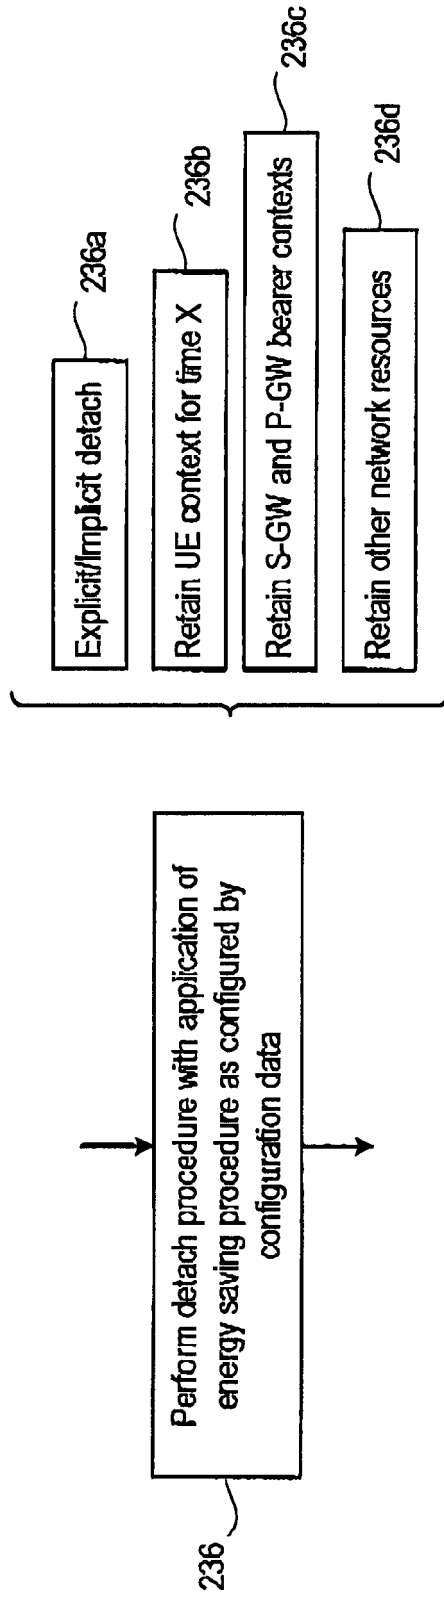 236
Perform detach procedure with application of
energy saving procedure as configured by
configuration data
Explicit/Implicit detach
236a
Retain UE context for time X
236b
Retain S-GW and P-GW bearer contexts
236c
Retain other network resources
236d